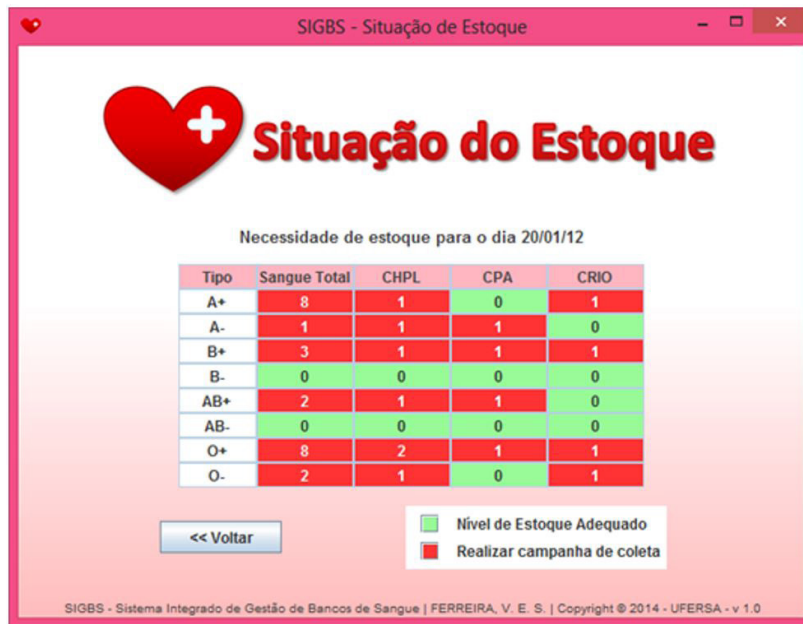 SIGBS - Situação de Estoque
Situação do Estoque
Necessidade de estoque para o dia 20/01/12
Tipo Sangue Total CHPL CPA CRIO
A+ 8 1 0 1
A- 1 1 1 0
B+ 3 1 1 1
B- 0 0 0 0
AB+ 2 1 1 0
AB- 0 0 0 0
O+ 8 2 1 1
O- 2 1 0 1
Nível de Estoque Adequado
<< Voltar
Realizar campanha de coleta
SIGBS - Sistema Integrado de Gestão de Bancos de Sangue | FERREIRA, V. E. S. | Copyright © 2014 - UFERSA - v 1.0